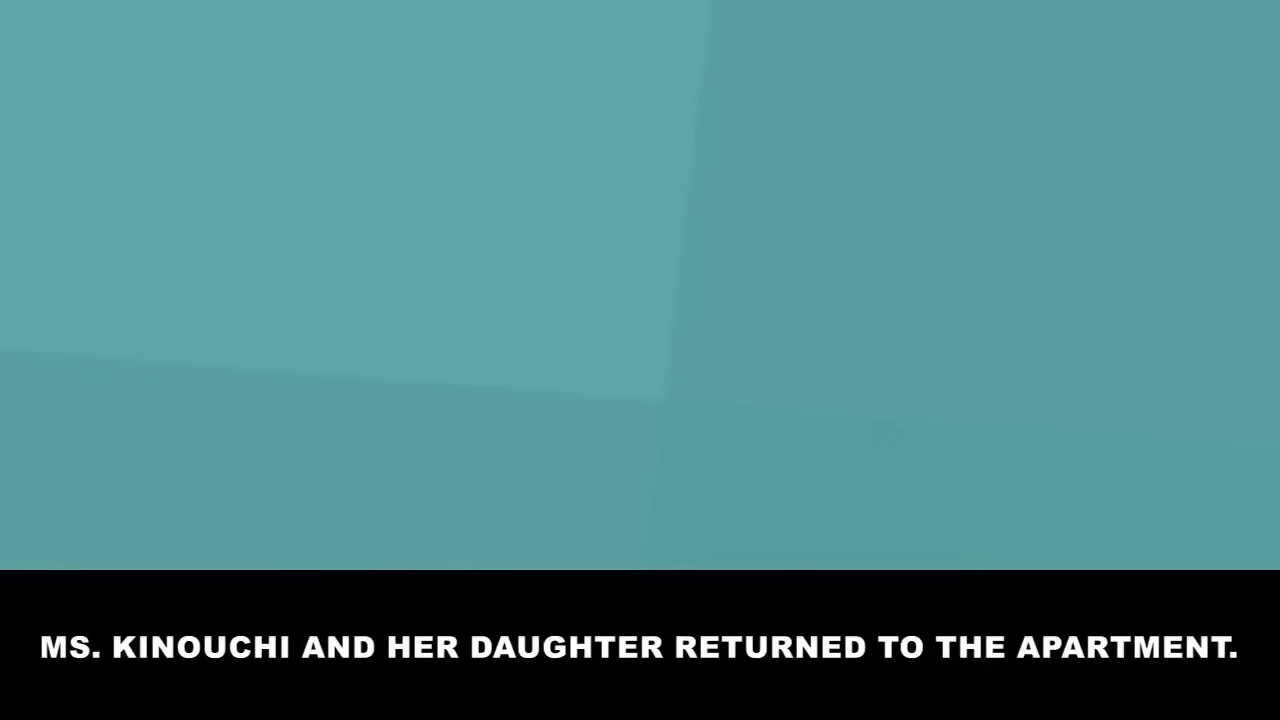 MS. KINOUCHI AND HER DAUGHTER RETURNED TO THE APARTMENT.